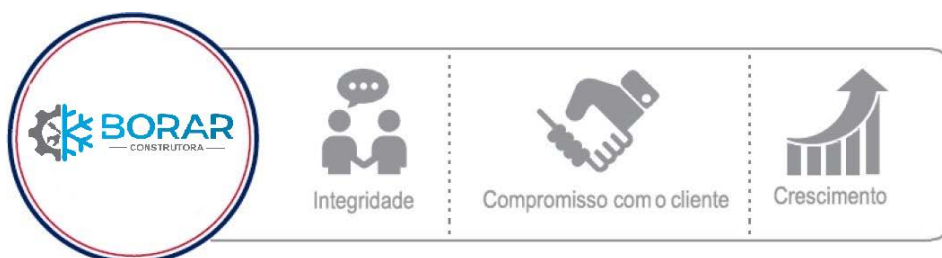 BORAR
CONSTRUTORA
Integridade
Compromisso com o cliente
Crescimento